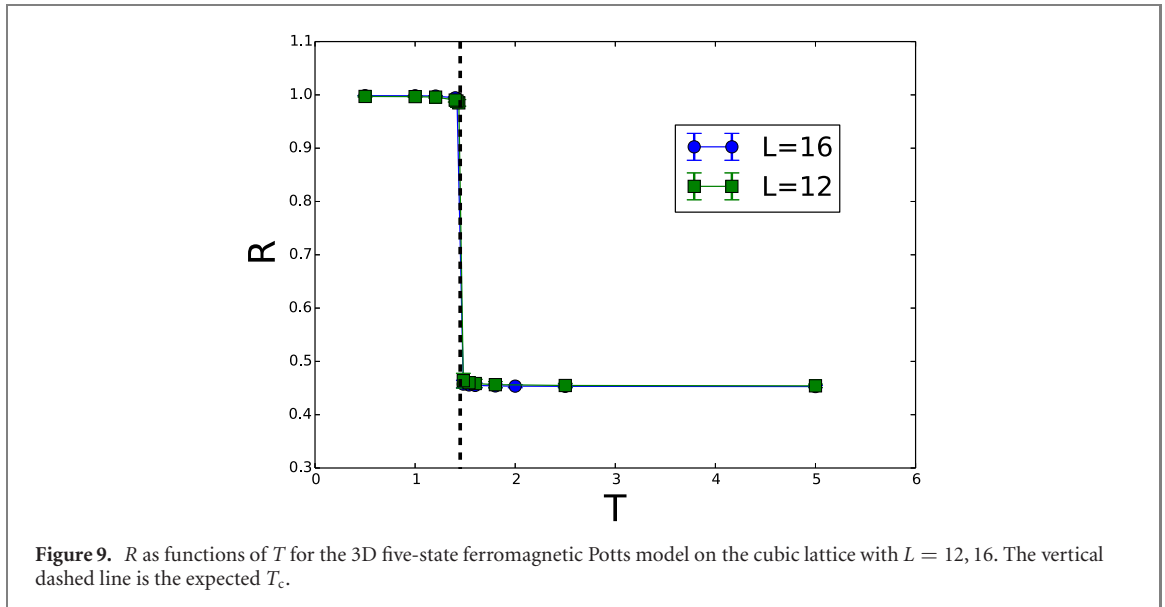 1.1
1.0
0.9
0.8
0.7
0.6
0.5
0.4
0.3
R
L=16
L=12
0 1 2 3 4 5 6
T
Figure 9. R as functions of T for the 3D five-state ferromagnetic Potts model on the cubic lattice with L = 12, 16. The vertical
dashed line is the expected Tc.